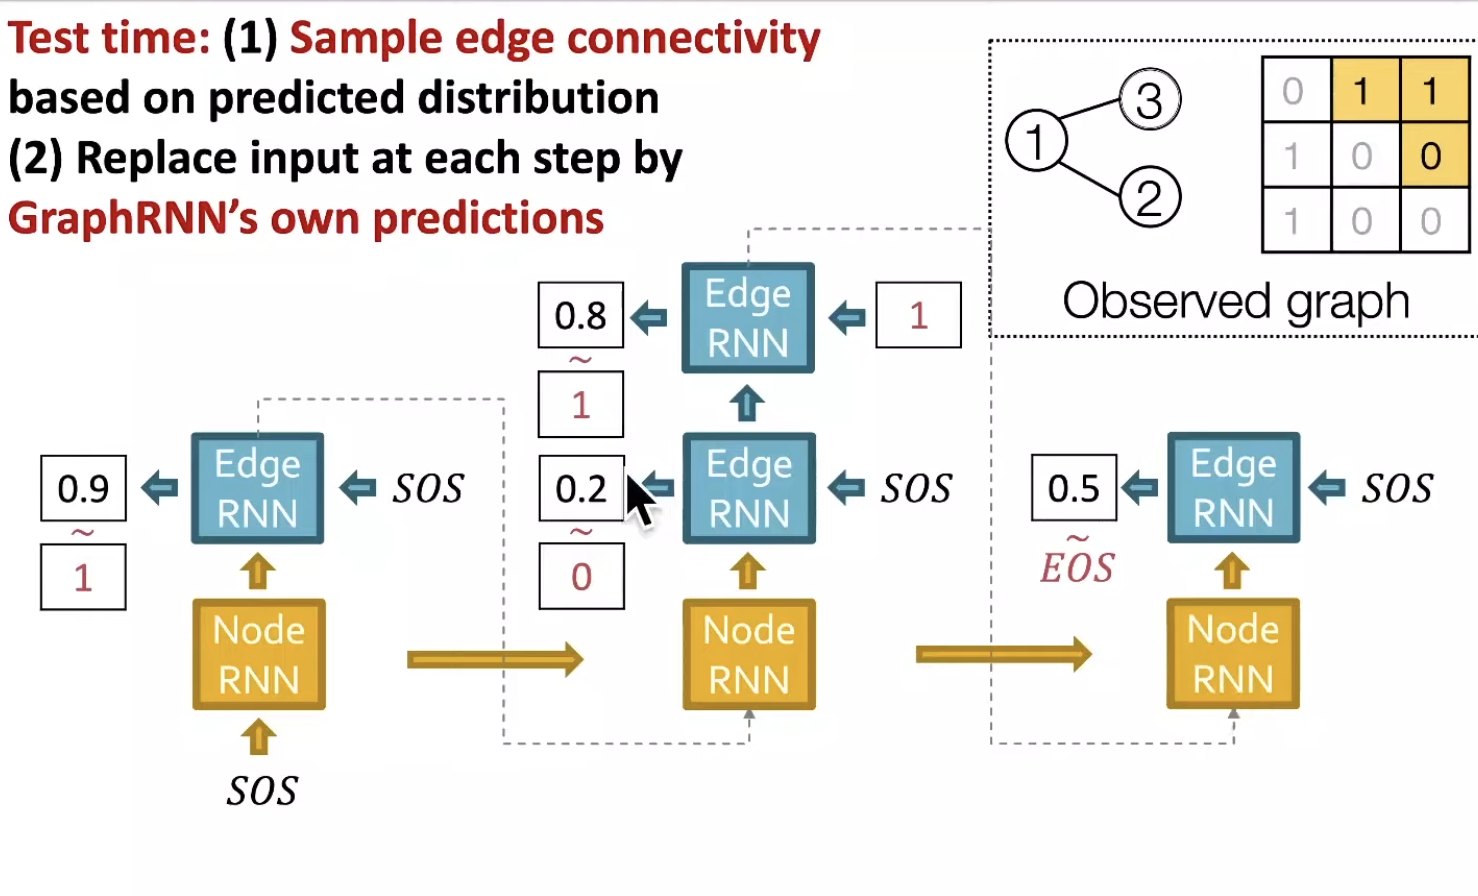 Test time: (1) Sample edge connectivity
based on predicted distribution
(2) Replace input at each step by
GraphRNN's own predictions
1
3
2
0 1 1
1 0 0
1 0 0
Observed graph
0.8
~
1
Edge
RNN
1
0.9
~
1
Edge
RNN
SOS
0.2
~
0
Edge
RNN
SOS
0.5
~
EOS
Edge
RNN
SOS
Node
RNN
Node
RNN
Node
RNN
SOS